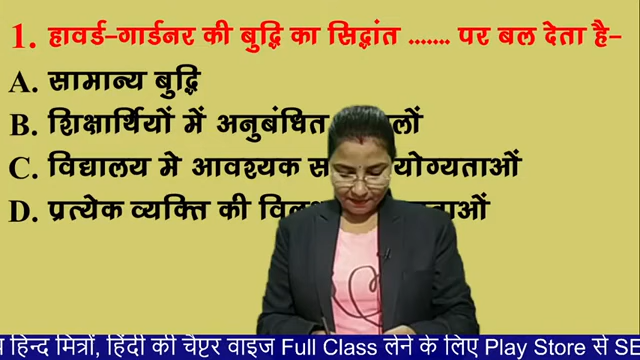 1. हावर्ड-गार्डनर की बुद्धि का सिद्धांत ....... पर बल देता है-
A. सामान्य बुद्धि
B. शिक्षार्थियों में अनुबंधित
C. विद्यालय मे आवश्यक
D. प्रत्येक व्यक्ति की
हिन्द मित्रों, हिंदी की चैप्टर वाइज Full Class लेने के लिए Play Store से